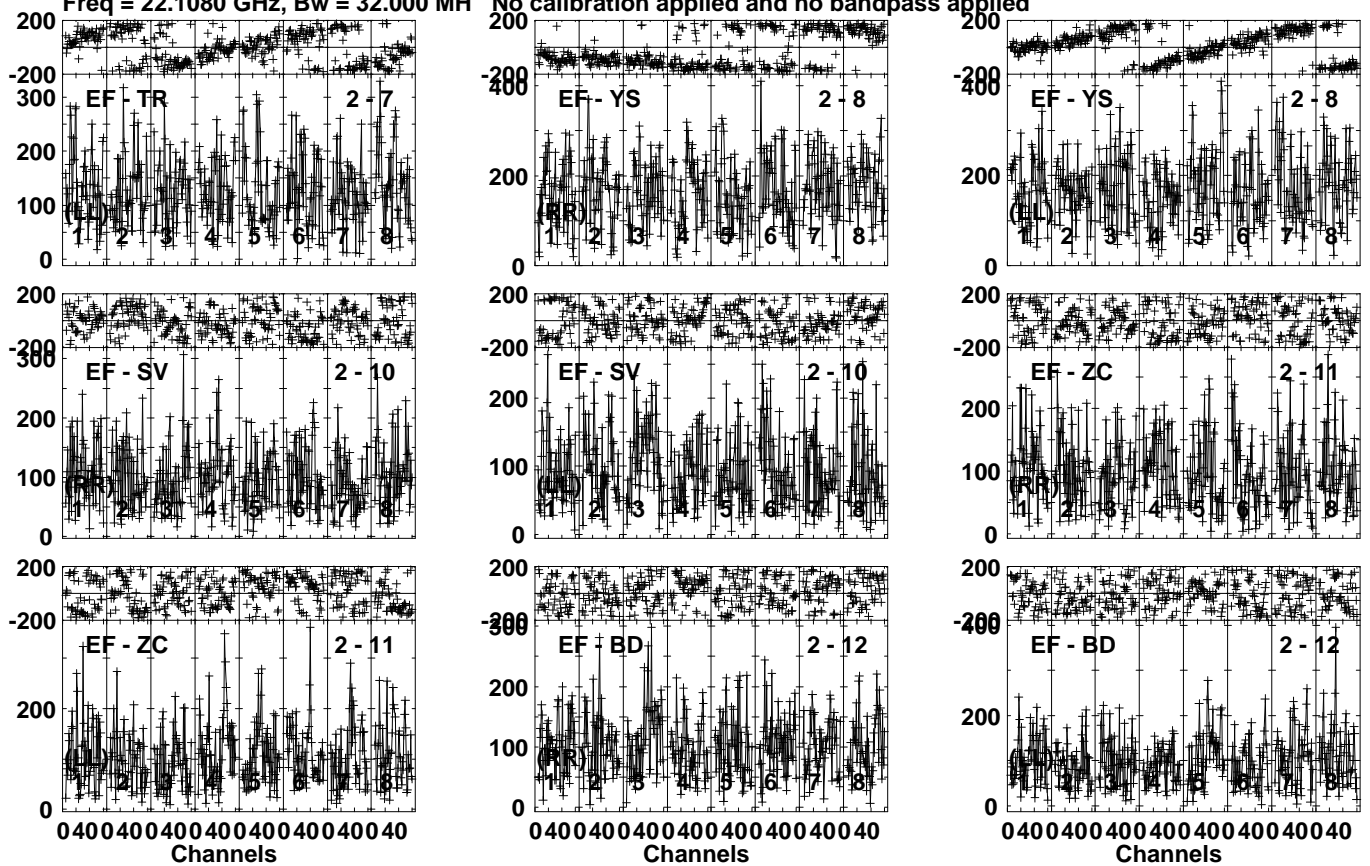 Freq = 22.1080 GHz, Bw = 32.000 MH No calibration applied and no bandpass applied
200 200 200
-200 -200 -200
EF - TR 2 - 7 EF - YS 2 - 8 EF - YS 2 - 8
300 400 400
200 200 200
100
(LL) (RR) (LL)
1 2 3 4 5 6 7 8 1 2 3 4 5 6 7 8 1 2 3 4 5 6 7 8
0 0 0
200 200 200
-200 -200 -200
300
EF - SV 2 - 10 EF - SV 2 - 10 EF - ZC 2 - 11
200 200 200
100 100 100
(RR) (LL) (RR)
1 2 3 4 5 6 7 8 1 2 3 4 5 6 7 8 1 2 3 4 5 6 7 8
0 0 0
200 200 200
-200 -200 -200
300 400
EF - ZC 2 - 11 EF - BD 2 - 12 EF - BD 2 - 12
200 200 200
100
(LL) (RR) (LL)
1 2 3 4 5 6 7 8 1 2 3 4 5 6 7 8 1 2 3 4 5 6 7 8
0 0 0
0 40 0 40 0 40 0 40 0 40 0 40 0 40 0 40 0 40 0 40 0 40 0 40 0 40 0 40 0 40 0 40 0 40 0 40 0 40 0 40 0 40 0 40 0 40 0 40
Channels Channels Channels